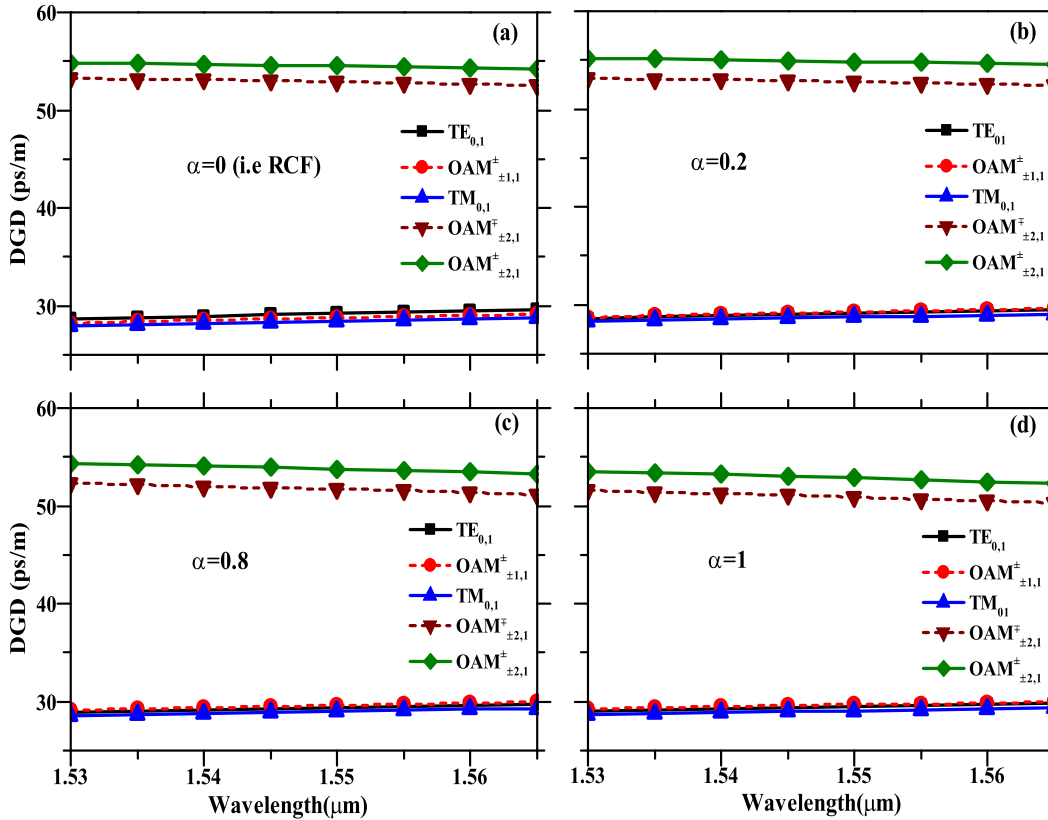 60
50
40
30
DGD (ps/m)
(a)
α=0 (i.e RCF)
TE₀,₁
OAM±±1,1
TM₀,₁
OAM∓±2,1
OAM±±2,1
(b)
α=0.2
TE₀₁
OAM±±1,1
TM₀,₁
OAM∓±2,1
OAM±±2,1
60
50
40
30
DGD (ps/m)
(c)
α=0.8
TE₀,₁
OAM±±1,1
TM₀,₁
OAM∓±2,1
OAM±±2,1
1.53 1.54 1.55 1.56
Wavelength(μm)
(d)
α=1
TE₀,₁
OAM±±1,1
TM₀₁
OAM∓±2,1
OAM±±2,1
1.53 1.54 1.55 1.56
Wavelength(μm)